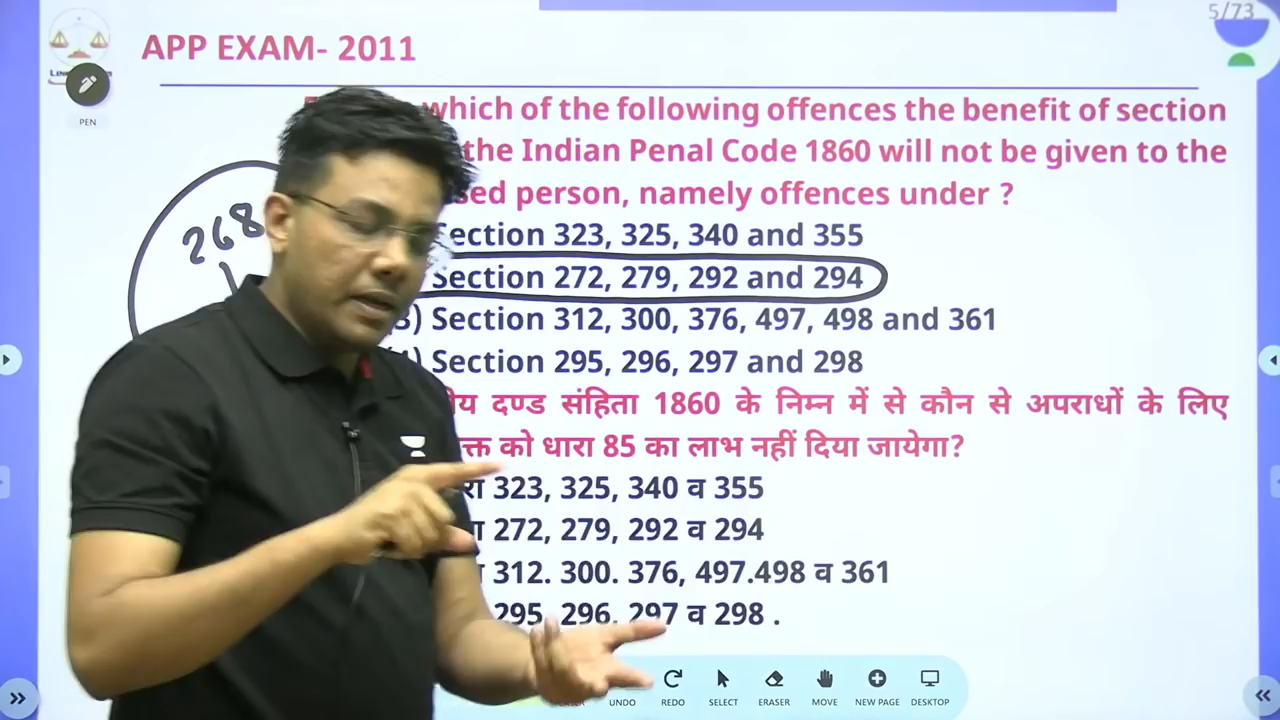 5/73
APP EXAM- 2011
PEN
which of the following offences the benefit of section
the Indian Penal Code 1860 will not be given to the
person, namely offences under ?
268
Section 323, 325, 340 and 355
Section 272, 279, 292 and 294
3) Section 312, 300, 376, 497, 498 and 361
Section 295, 296, 297 and 298
दण्ड संहिता 1860 के निम्न में से कौन से अपराधों के लिए
को धारा 85 का लाभ नहीं दिया जायेगा?
323, 325, 340 व 355
272, 279, 292 व 294
312. 300. 376, 497.498 व 361
295, 296, 297 व 298 .
UNDO REDO SELECT ERASER MOVE NEW PAGE DESKTOP